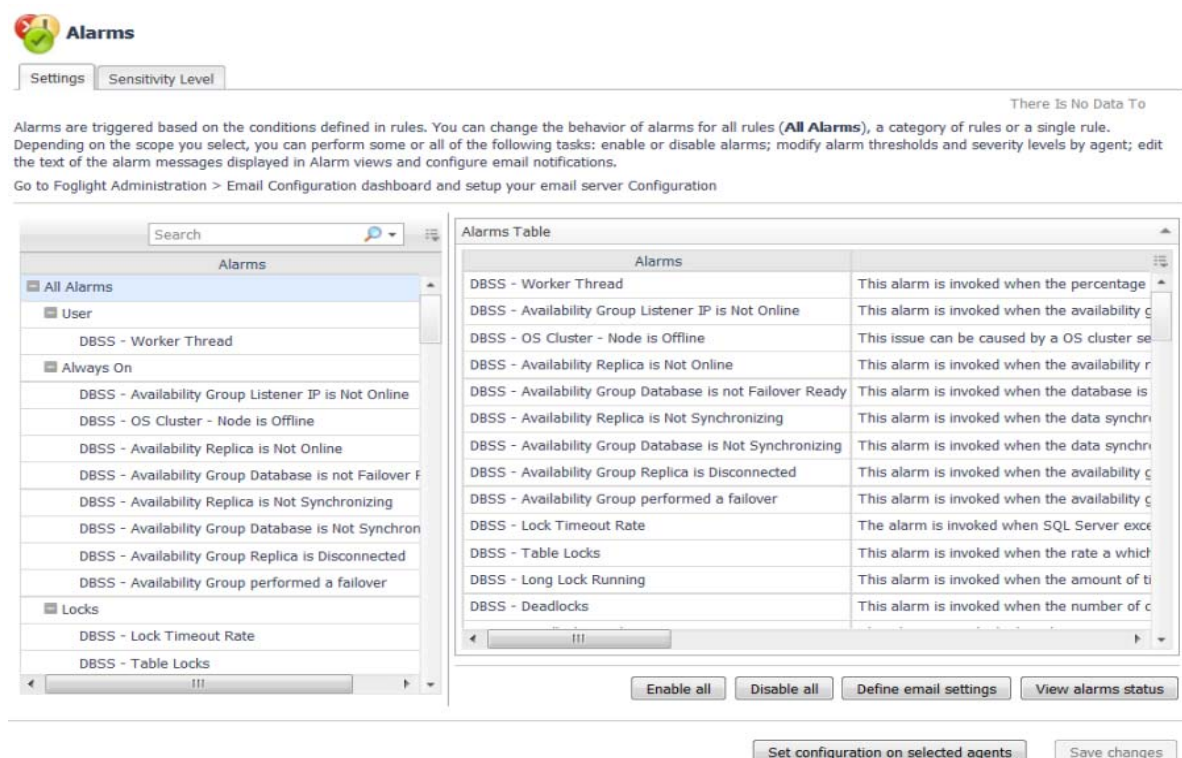 Alarms
Settings
Sensitivity Level
There Is No Data To
Alarms are triggered based on the conditions defined in rules. You can change the behavior of alarms for all rules (All Alarms), a category of rules or a single rule.
Depending on the scope you select, you can perform some or all of the following tasks: enable or disable alarms; modify alarm thresholds and severity levels by agent; edit
the text of the alarm messages displayed in Alarm views and configure email notifications.
Go to Foglight Administration > Email Configuration dashboard and setup your email server Configuration
Search
Alarms
All Alarms
User
DBSS - Worker Thread
Always On
DBSS - Availability Group Listener IP is Not Online
DBSS - OS Cluster - Node is Offline
DBSS - Availability Replica is Not Online
DBSS - Availability Group Database is not Failover
DBSS - Availability Replica is Not Synchronizing
DBSS - Availability Group Database is Not Synchron
DBSS - Availability Group Replica is Disconnected
DBSS - Availability Group performed a failover
Locks
DBSS - Lock Timeout Rate
DBSS - Table Locks
Alarms Table
Alarms
DBSS - Worker Thread This alarm is invoked when the percentage
DBSS - Availability Group Listener IP is Not Online This alarm is invoked when the availability
DBSS - OS Cluster - Node is Offline This issue can be caused by a OS cluster se
DBSS - Availability Replica is Not Online This alarm is invoked when the availability
DBSS - Availability Group Database is not Failover Ready This alarm is invoked when the database is
DBSS - Availability Replica is Not Synchronizing This alarm is invoked when the data synchr
DBSS - Availability Group Database is Not Synchronizing This alarm is invoked when the data synchr
DBSS - Availability Group Replica is Disconnected This alarm is invoked when the availability
DBSS - Availability Group performed a failover This alarm is invoked when the availability
DBSS - Lock Timeout Rate The alarm is invoked when SQL Server exce
DBSS - Table Locks This alarm is invoked when the rate a which
DBSS - Long Lock Running This alarm is invoked when the amount of ti
DBSS - Deadlocks This alarm is invoked when the number of
Enable all
Disable all
Define email settings
View alarms status
Set configuration on selected agents
Save changes